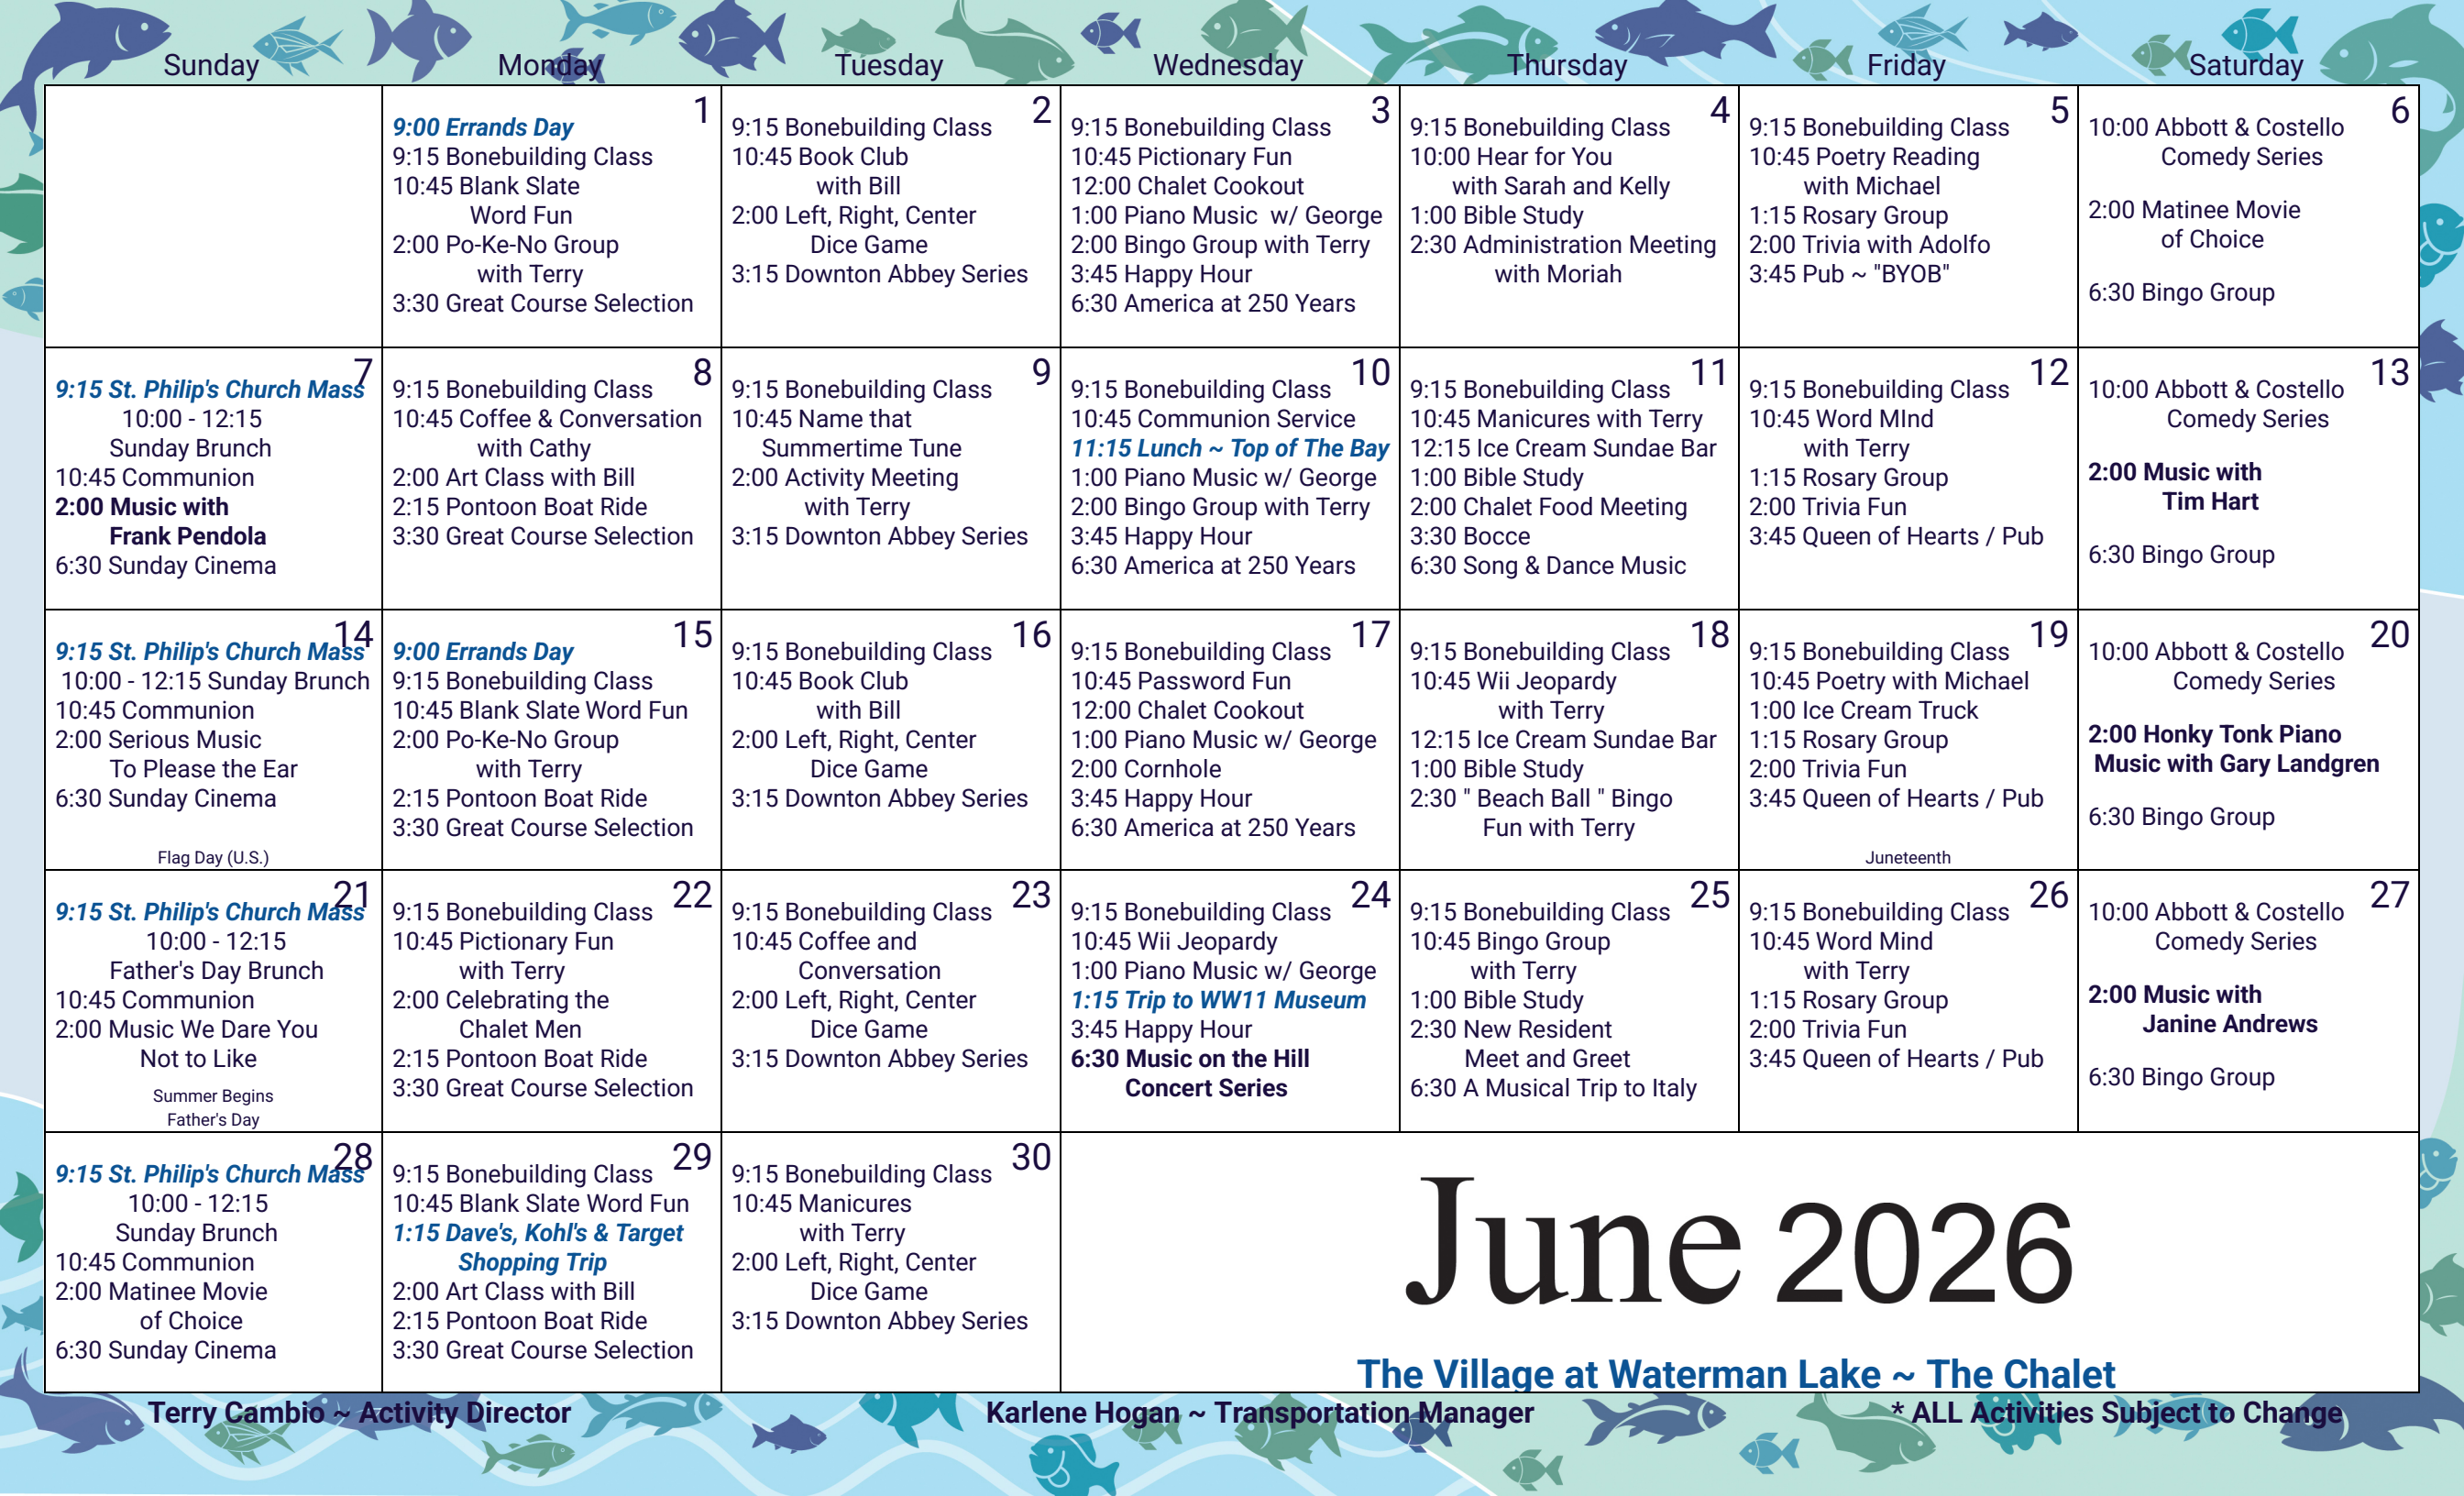 Sunday
Monday
Tuesday
Wednesday
Thursday
Friday
Saturday
1
9:00 Errands Day
9:15 Bonebuilding Class
10:45 Blank Slate
Word Fun
2:00 Po-Ke-No Group
with Terry
3:30 Great Course Selection
2
9:15 Bonebuilding Class
10:45 Book Club
with Bill
2:00 Left, Right, Center
Dice Game
3:15 Downton Abbey Series
3
9:15 Bonebuilding Class
10:45 Pictionary Fun
12:00 Chalet Cookout
1:00 Piano Music w/ George
2:00 Bingo Group with Terry
3:45 Happy Hour
6:30 America at 250 Years
4
9:15 Bonebuilding Class
10:00 Hear for You
with Sarah and Kelly
1:00 Bible Study
2:30 Administration Meeting
with Moriah
5
9:15 Bonebuilding Class
10:45 Poetry Reading
with Michael
1:15 Rosary Group
2:00 Trivia with Adolfo
3:45 Pub ~ "BYOB"
6
10:00 Abbott & Costello
Comedy Series
2:00 Matinee Movie
of Choice
6:30 Bingo Group
7
9:15 St. Philip's Church Mass
10:00 - 12:15
Sunday Brunch
10:45 Communion
2:00 Music with
Frank Pendola
6:30 Sunday Cinema
8
9:15 Bonebuilding Class
10:45 Coffee & Conversation
with Cathy
2:00 Art Class with Bill
2:15 Pontoon Boat Ride
3:30 Great Course Selection
9
9:15 Bonebuilding Class
10:45 Name that
Summertime Tune
2:00 Activity Meeting
with Terry
3:15 Downton Abbey Series
10
9:15 Bonebuilding Class
10:45 Communion Service
11:15 Lunch ~ Top of The Bay
1:00 Piano Music w/ George
2:00 Bingo Group with Terry
3:45 Happy Hour
6:30 America at 250 Years
11
9:15 Bonebuilding Class
10:45 Manicures with Terry
12:15 Ice Cream Sundae Bar
1:00 Bible Study
2:00 Chalet Food Meeting
3:30 Bocce
6:30 Song & Dance Music
12
9:15 Bonebuilding Class
10:45 Word MInd
with Terry
1:15 Rosary Group
2:00 Trivia Fun
3:45 Queen of Hearts / Pub
13
10:00 Abbott & Costello
Comedy Series
2:00 Music with
Tim Hart
6:30 Bingo Group
14
9:15 St. Philip's Church Mass
10:00 - 12:15 Sunday Brunch
10:45 Communion
2:00 Serious Music
To Please the Ear
6:30 Sunday Cinema
Flag Day (U.S.)
15
9:00 Errands Day
9:15 Bonebuilding Class
10:45 Blank Slate Word Fun
2:00 Po-Ke-No Group
with Terry
2:15 Pontoon Boat Ride
3:30 Great Course Selection
16
9:15 Bonebuilding Class
10:45 Book Club
with Bill
2:00 Left, Right, Center
Dice Game
3:15 Downton Abbey Series
17
9:15 Bonebuilding Class
10:45 Password Fun
12:00 Chalet Cookout
1:00 Piano Music w/ George
2:00 Cornhole
3:45 Happy Hour
6:30 America at 250 Years
18
9:15 Bonebuilding Class
10:45 Wii Jeopardy
with Terry
12:15 Ice Cream Sundae Bar
1:00 Bible Study
2:30 " Beach Ball " Bingo
Fun with Terry
19
9:15 Bonebuilding Class
10:45 Poetry with Michael
1:00 Ice Cream Truck
1:15 Rosary Group
2:00 Trivia Fun
3:45 Queen of Hearts / Pub
Juneteenth
20
10:00 Abbott & Costello
Comedy Series
2:00 Honky Tonk Piano
Music with Gary Landgren
6:30 Bingo Group
21
9:15 St. Philip's Church Mass
10:00 - 12:15
Father's Day Brunch
10:45 Communion
2:00 Music We Dare You
Not to Like
Summer Begins
Father's Day
22
9:15 Bonebuilding Class
10:45 Pictionary Fun
with Terry
2:00 Celebrating the
Chalet Men
2:15 Pontoon Boat Ride
3:30 Great Course Selection
23
9:15 Bonebuilding Class
10:45 Coffee and
Conversation
2:00 Left, Right, Center
Dice Game
3:15 Downton Abbey Series
24
9:15 Bonebuilding Class
10:45 Wii Jeopardy
1:00 Piano Music w/ George
1:15 Trip to WW11 Museum
3:45 Happy Hour
6:30 Music on the Hill
Concert Series
25
9:15 Bonebuilding Class
10:45 Bingo Group
with Terry
1:00 Bible Study
2:30 New Resident
Meet and Greet
6:30 A Musical Trip to Italy
26
9:15 Bonebuilding Class
10:45 Word Mind
with Terry
1:15 Rosary Group
2:00 Trivia Fun
3:45 Queen of Hearts / Pub
27
10:00 Abbott & Costello
Comedy Series
2:00 Music with
Janine Andrews
6:30 Bingo Group
28
9:15 St. Philip's Church Mass
10:00 - 12:15
Sunday Brunch
10:45 Communion
2:00 Matinee Movie
of Choice
6:30 Sunday Cinema
29
9:15 Bonebuilding Class
10:45 Blank Slate Word Fun
1:15 Dave's, Kohl's & Target
Shopping Trip
2:00 Art Class with Bill
2:15 Pontoon Boat Ride
3:30 Great Course Selection
30
9:15 Bonebuilding Class
10:45 Manicures
with Terry
2:00 Left, Right, Center
Dice Game
3:15 Downton Abbey Series
June 2026
The Village at Waterman Lake ~ The Chalet
Terry Cambio ~ Activity Director
Karlene Hogan ~ Transportation Manager
* ALL Activities Subject to Change